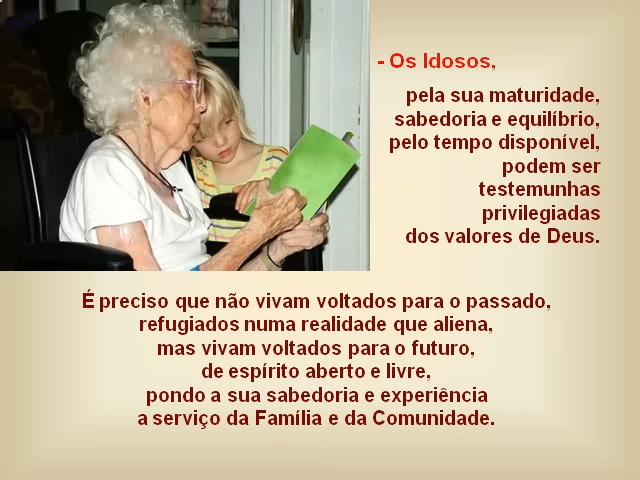 - Os Idosos,
pela sua maturidade,
sabedoria e equilíbrio,
pelo tempo disponível,
podem ser
testemunhas
privilegiadas
dos valores de Deus.
É preciso que não vivam voltados para o passado,
refugiados numa realidade que aliena,
mas vivam voltados para o futuro,
de espírito aberto e livre,
pondo a sua sabedoria e experiência
a serviço da Família e da Comunidade.